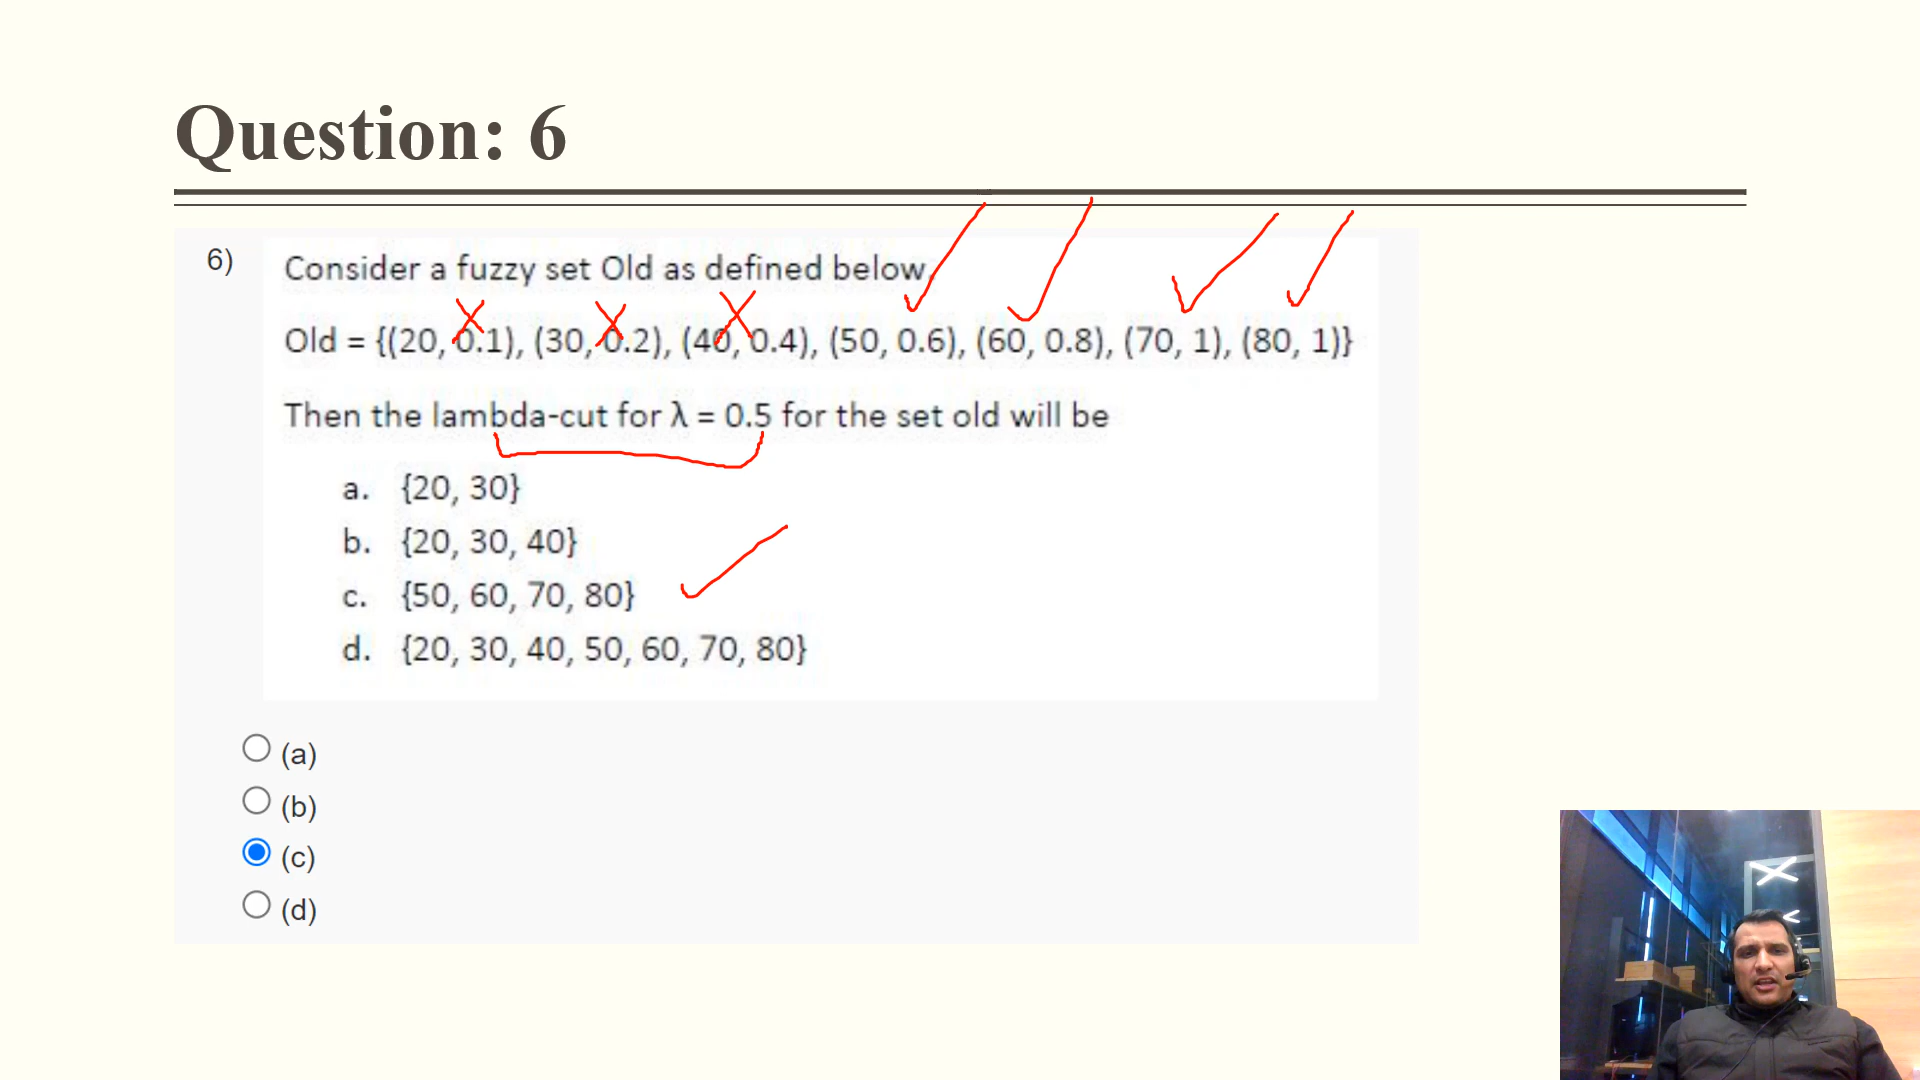 Question: 6
6)
Consider a fuzzy set Old as defined below
Old = {(20, 0.1), (30, 0.2), (40, 0.4), (50, 0.6), (60, 0.8), (70, 1), (80, 1)}
Then the lambda-cut for λ = 0.5 for the set old will be
a. {20, 30}
b. {20, 30, 40}
c. {50, 60, 70, 80}
d. {20, 30, 40, 50, 60, 70, 80}
(a)
(b)
(c)
(d)